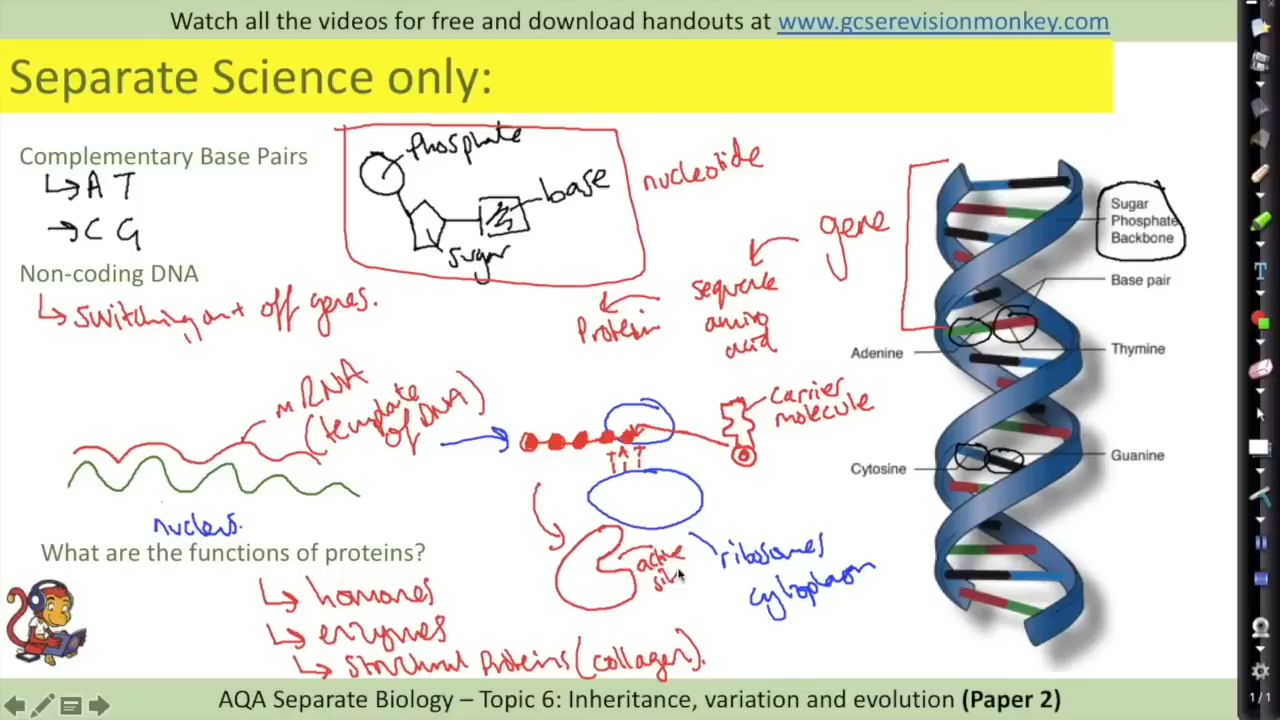 Watch all the videos for free and download handouts at www.gcserevisionmonkey.com
Separate Science only:
Complementary Base Pairs
↳ A T
→ C G
Phosphate
base
sugar
nucleotide
Non-coding DNA
↳ switching on + off genes.
gene
sequence
amino
acid
Protein
Sugar
Phosphate
Backbone
Base pair
Adenine
Thymine
Cytosine
Guanine
mRNA
(template
of DNA)
nucleus.
Carrier
molecule
T A T
active
ribosomes
cytoplasm
What are the functions of proteins?
↳ hormones
↳ enzymes
↳ structural Proteins (collagen).
AQA Separate Biology – Topic 6: Inheritance, variation and evolution (Paper 2)
1/1